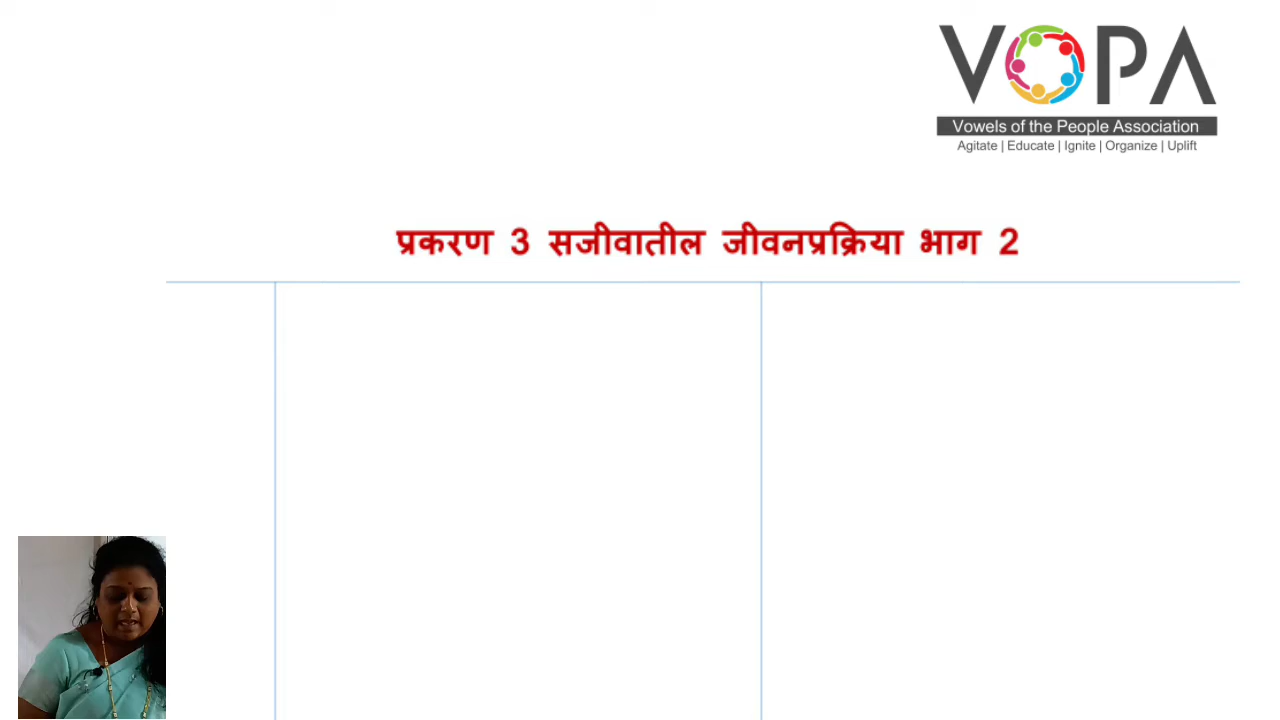 VOPA
Vowels of the People Association
Agitate | Educate | Ignite | Organize | Uplift
प्रकरण 3 सजीवातील जीवनप्रक्रिया भाग 2